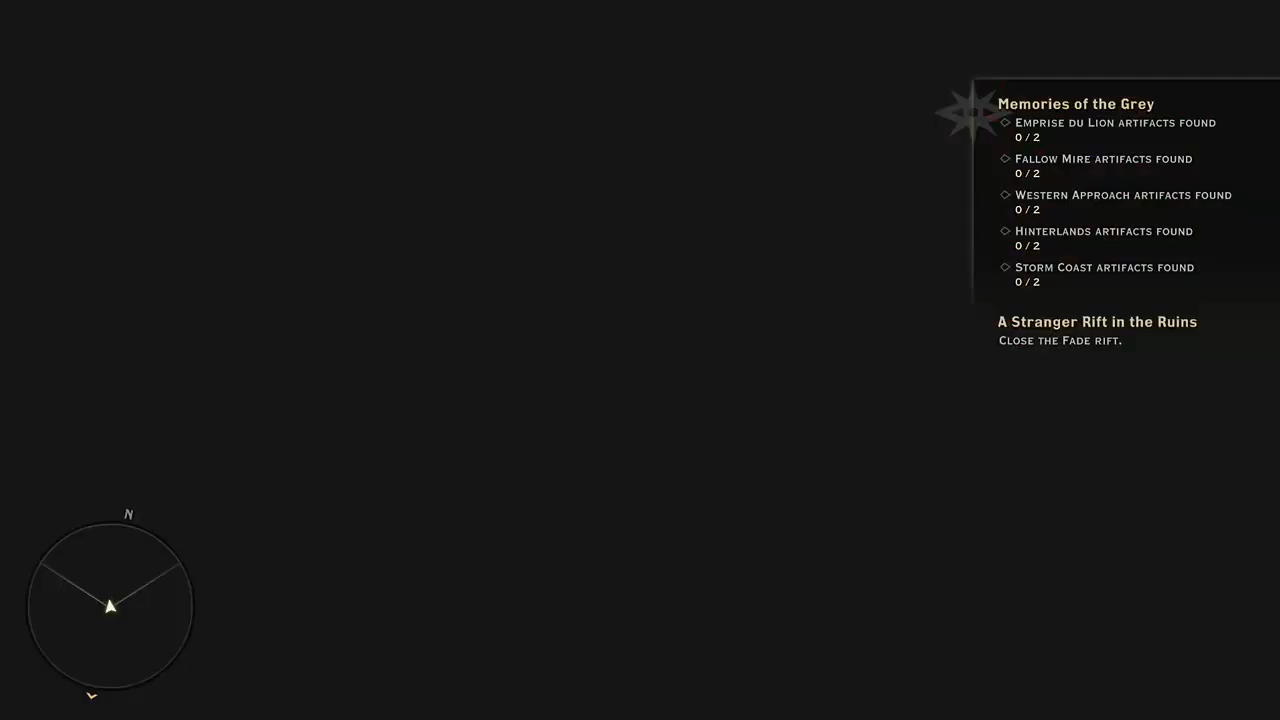 Memories of the Grey
Emprise du Lion artifacts found
0 / 2
Fallow Mire artifacts found
0 / 2
Western Approach artifacts found
0 / 2
Hinterlands artifacts found
0 / 2
Storm Coast artifacts found
0 / 2
A Stranger Rift in the Ruins
Close the Fade rift.
N